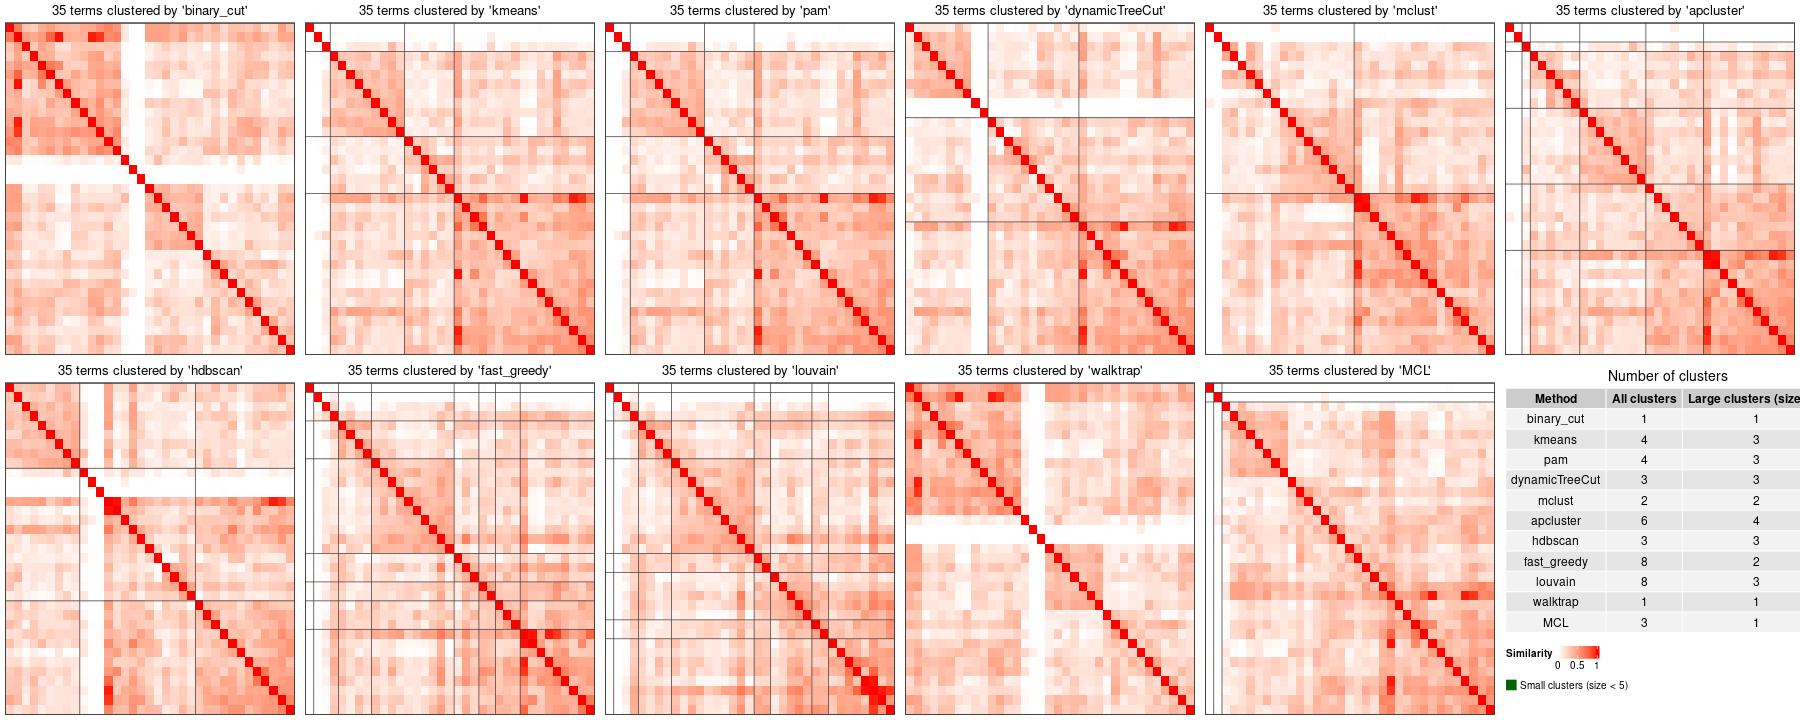 35 terms clustered by 'binary_cut'
35 terms clustered by 'kmeans'
35 terms clustered by 'pam'
35 terms clustered by 'dynamicTreeCut'
35 terms clustered by 'mclust'
35 terms clustered by 'apcluster'
35 terms clustered by 'hdbscan'
35 terms clustered by 'fast_greedy'
35 terms clustered by 'louvain'
35 terms clustered by 'walktrap'
35 terms clustered by 'MCL'
Number of clusters
Method All clusters Large clusters (size
binary_cut 1 1
kmeans 4 3
pam 4 3
dynamicTreeCut 3 3
mclust 2 2
apcluster 6 4
hdbscan 3 3
fast_greedy 8 2
louvain 8 3
walktrap 1 1
MCL 3 1
Similarity
0 0.5 1
Small clusters (size < 5)